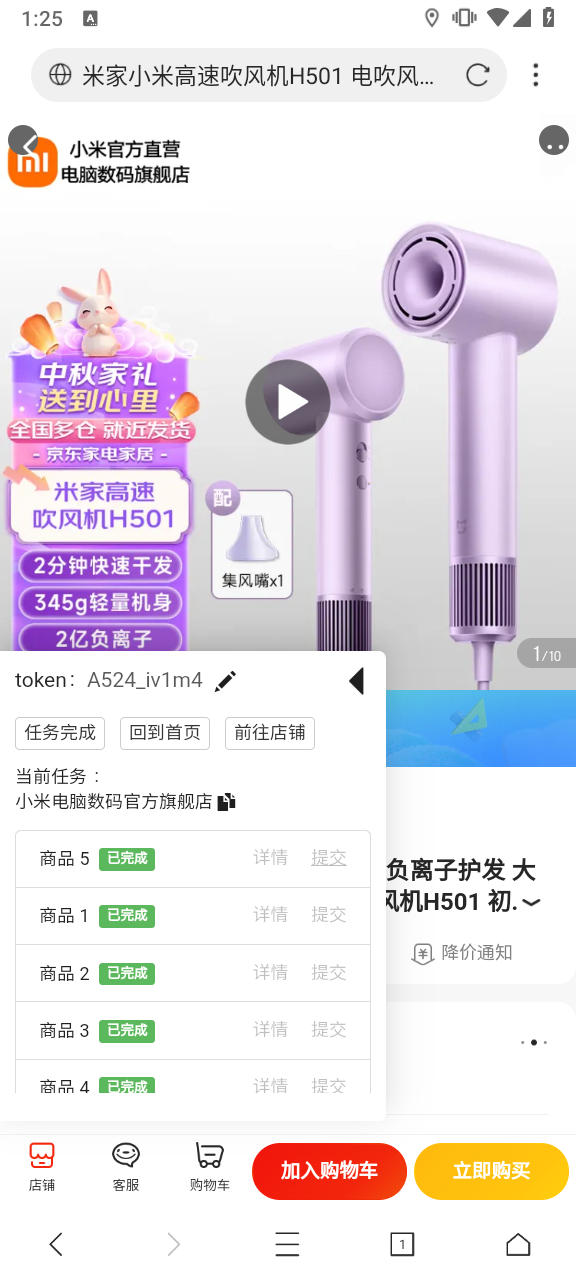 1:25
A
米家小米高速吹风机H501 电吹风...
小米官方直营
电脑数码旗舰店
中秋家礼
送到心里
全国多仓 就近发货
- 京东家电家居 -
米家高速
吹风机H501
2分钟快速干发
345g轻量机身
2亿负离子
配
集风嘴x1
1/10
token: A524_iv1m4
任务完成
回到首页
前往店铺
当前任务：
小米电脑数码官方旗舰店
商品 5 已完成 详情 提交
商品 1 已完成 详情 提交
商品 2 已完成 详情 提交
商品 3 已完成 详情 提交
商品 4 已完成 详情 提交
负离子护发 大
风机H501 初.
降价通知
店铺
客服
购物车
加入购物车
立即购买
1